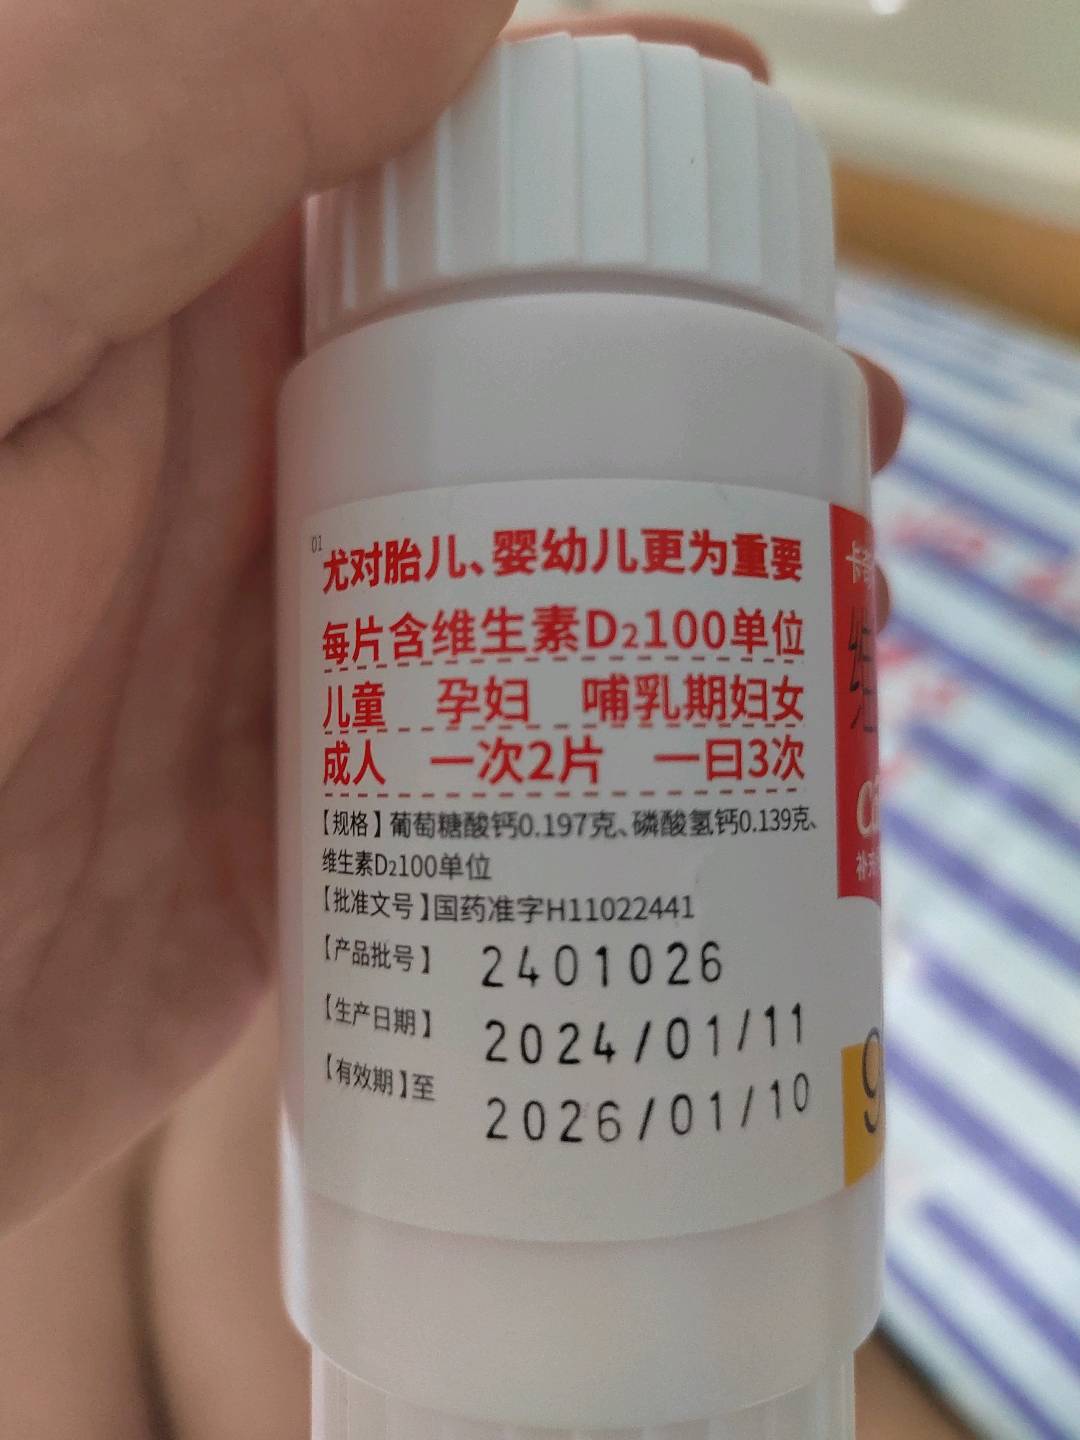 01
尤对胎儿、婴幼儿更为重要
每片含维生素D₂100单位
儿童 孕妇 哺乳期妇女
成人 一次2片 一日3次
【规格】葡萄糖酸钙0.197克、磷酸氢钙0.139克、
维生素D₂100单位
【批准文号】国药准字H11022441
【产品批号】 2401026
【生产日期】 2024/01/11
【有效期】至 2026/01/10
卡
维
补充
9